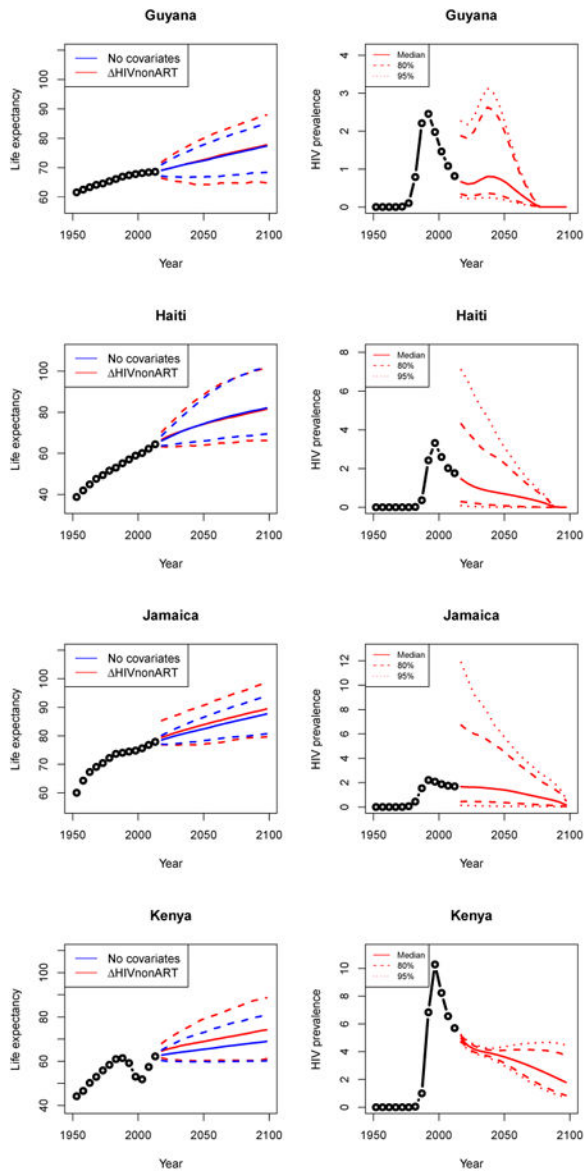 Guyana
Life expectancy
100
90
80
70
60
No covariates
ΔHIVnonART
1950
2000
2050
2100
Year
Guyana
HIV prevalence
4
3
2
1
0
Median
80%
95%
1950
2000
2050
2100
Year
Haiti
Life expectancy
100
80
60
40
No covariates
ΔHIVnonART
1950
2000
2050
2100
Year
Haiti
HIV prevalence
8
6
4
2
0
Median
80%
95%
1950
2000
2050
2100
Year
Jamaica
Life expectancy
100
90
80
70
60
No covariates
ΔHIVnonART
1950
2000
2050
2100
Year
Jamaica
HIV prevalence
12
10
8
6
4
2
0
Median
80%
95%
1950
2000
2050
2100
Year
Kenya
Life expectancy
100
80
60
40
No covariates
ΔHIVnonART
1950
2000
2050
2100
Year
Kenya
HIV prevalence
10
8
6
4
2
0
Median
80%
95%
1950
2000
2050
2100
Year